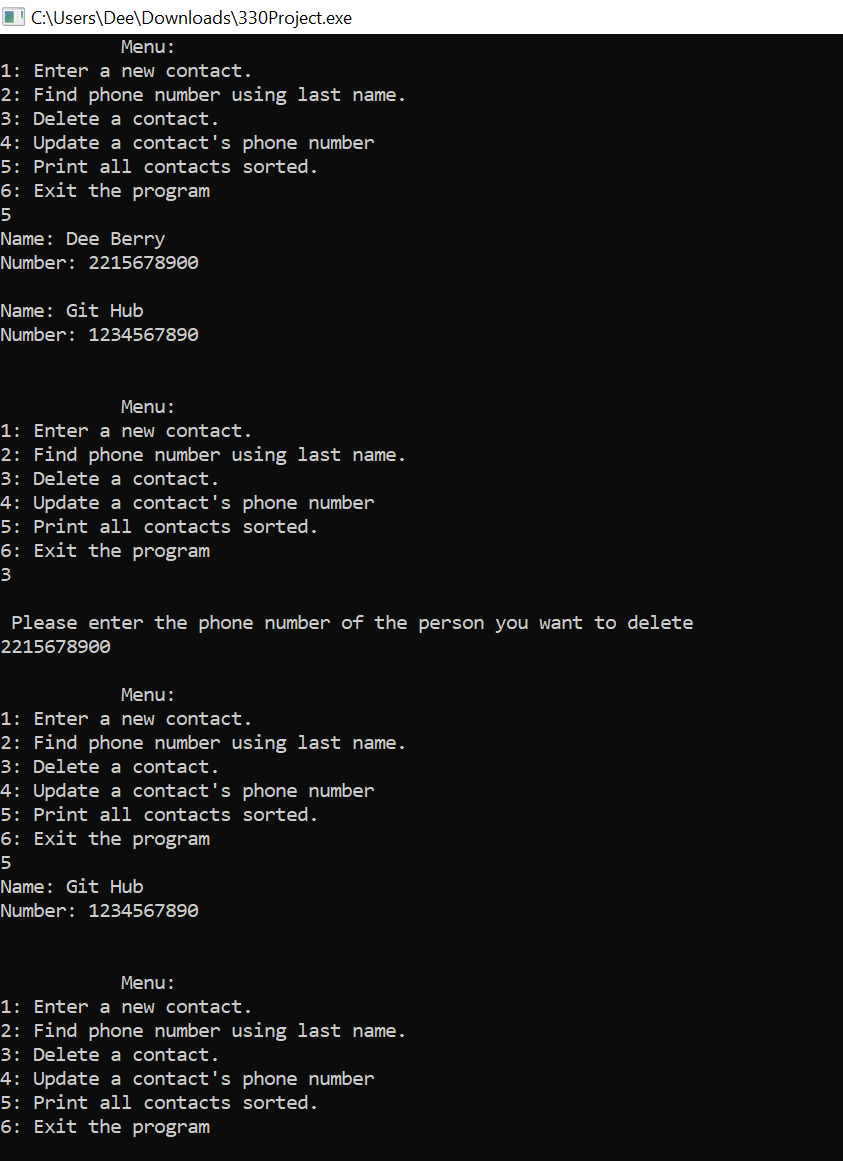 C:\Users\Dee\Downloads\330Project.exe
Menu:
1: Enter a new contact.
2: Find phone number using last name.
3: Delete a contact.
4: Update a contact's phone number
5: Print all contacts sorted.
6: Exit the program
5
Name: Dee Berry
Number: 2215678900
Name: Git Hub
Number: 1234567890
Menu:
1: Enter a new contact.
2: Find phone number using last name.
3: Delete a contact.
4: Update a contact's phone number
5: Print all contacts sorted.
6: Exit the program
3
Please enter the phone number of the person you want to delete
2215678900
Menu:
1: Enter a new contact.
2: Find phone number using last name.
3: Delete a contact.
4: Update a contact's phone number
5: Print all contacts sorted.
6: Exit the program
5
Name: Git Hub
Number: 1234567890
Menu:
1: Enter a new contact.
2: Find phone number using last name.
3: Delete a contact.
4: Update a contact's phone number
5: Print all contacts sorted.
6: Exit the program